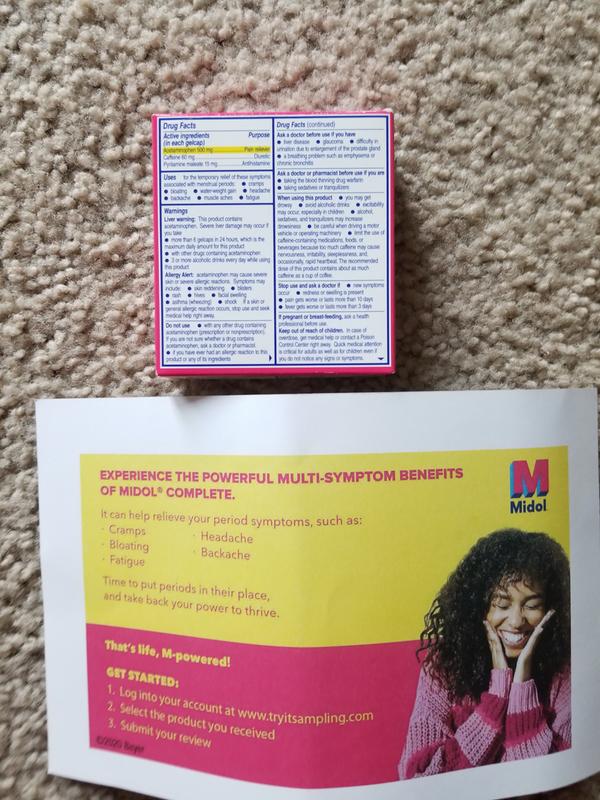 Drug Facts
Active ingredients Purpose
(in each gelcap)
Acetaminophen 500 mg Pain reliever
Caffeine 60 mg Diuretic
Pyrilamine maleate 15 mg Antihistamine
Uses for the temporary relief of these symptoms
associated with menstrual periods: • cramps
• bloating • water-weight gain • headache
• backache • muscle aches • fatigue
Warnings
Liver warning: This product contains
acetaminophen. Severe liver damage may occur if
you take
• more than 6 gelcaps in 24 hours, which is the
maximum daily amount for this product
• with other drugs containing acetaminophen
• 3 or more alcoholic drinks every day while using
this product
Allergy Alert: acetaminophen may cause severe
skin or severe allergic reactions. Symptoms may
include: • skin reddening • blisters
• rash • hives • facial swelling
• asthma (wheezing) • shock If a skin or
general allergic reaction occurs, stop use and seek
medical help right away.
Do not use • with any other drug containing
acetaminophen (prescription or nonprescription).
If you are not sure whether a drug contains
acetaminophen, ask a doctor or pharmacist.
• if you have ever had an allergic reaction to this
product or any of its ingredients
Drug Facts (continued)
Ask a doctor before use if you have
• liver disease • glaucoma • difficulty in
urination due to enlargement of the prostate gland
• a breathing problem such as emphysema or
chronic bronchitis
Ask a doctor or pharmacist before use if you are
• taking the blood thinning drug warfarin
• taking sedatives or tranquilizers
When using this product • you may get
drowsy • avoid alcoholic drinks • excitability
may occur, especially in children • alcohol,
sedatives, and tranquilizers may increase
drowsiness • be careful when driving a motor
vehicle or operating machinery • limit the use of
caffeine-containing medications, foods, or
beverages because too much caffeine may cause
nervousness, irritability, sleeplessness, and,
occasionally, rapid heartbeat. The recommended
dose of this product contains about as much
caffeine as a cup of coffee.
Stop use and ask a doctor if • new symptoms
occur • redness or swelling is present
• pain gets worse or lasts more than 10 days
• fever gets worse or lasts more than 3 days
If pregnant or breast-feeding, ask a health
professional before use.
Keep out of reach of children. In case of
overdose, get medical help or contact a Poison
Control Center right away. Quick medical attention
is critical for adults as well as for children even if
you do not notice any signs or symptoms.
EXPERIENCE THE POWERFUL MULTI-SYMPTOM BENEFITS
OF MIDOL® COMPLETE.
M
Midol
It can help relieve your period symptoms, such as:
· Cramps
· Bloating
· Fatigue
· Headache
· Backache
Time to put periods in their place,
and take back your power to thrive.
That's life, M-powered!
GET STARTED:
1. Log into your account at www.tryitsampling.com
2. Select the product you received
3. Submit your review
©2020 Bayer